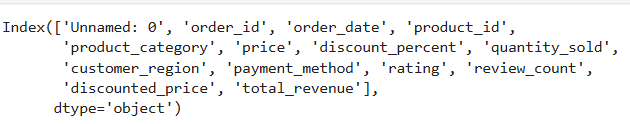 Index(['Unnamed: 0', 'order_id', 'order_date', 'product_id',
       'product_category', 'price', 'discount_percent', 'quantity_sold',
       'customer_region', 'payment_method', 'rating', 'review_count',
       'discounted_price', 'total_revenue'],
      dtype='object')